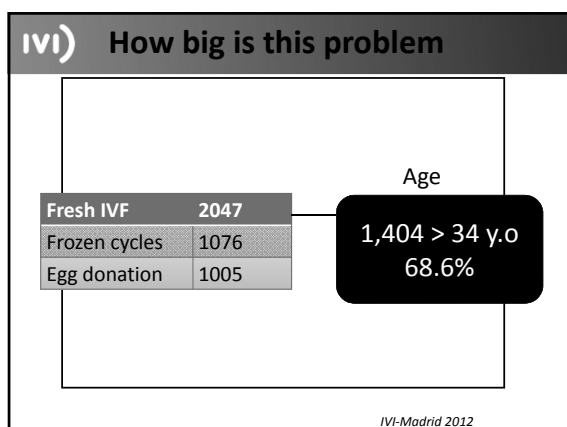 IVI) How big is this problem
Age
Fresh IVF 2047
Frozen cycles 1076
Egg donation 1005
1,404 > 34 y.o
68.6%
IVI-Madrid 2012